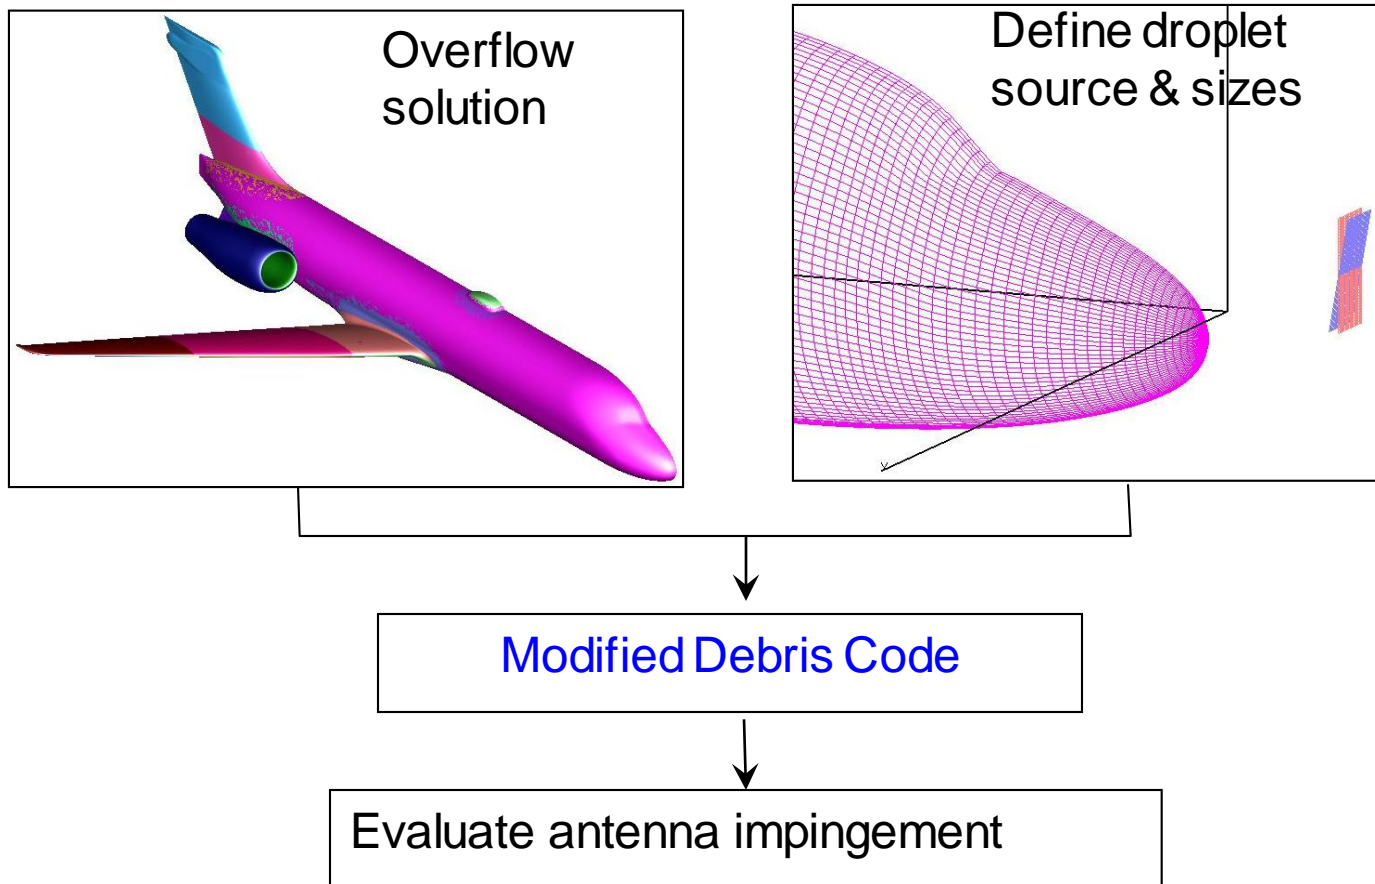 Overflow
solution
Define droplet
source & sizes
Y
Modified Debris Code
Evaluate antenna impingement